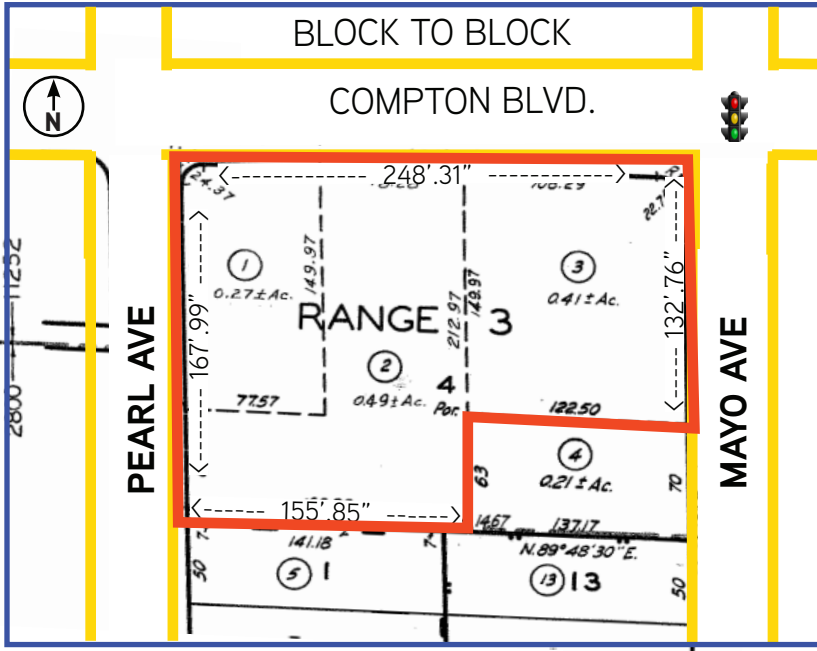 BLOCK TO BLOCK
N
COMPTON BLVD.
248'.31"
24.37
22.7
1
0.27±Ac.
149.97
3
0.41±Ac.
167'.99"
132'.76"
RANGE 3
212.97
149.97
2
0.49±Ac.
4
Por.
77.57
122.50
PEARL AVE
MAYO AVE
2800
11252
4
0.21±Ac.
63
70
155'.85"
14.67
137.17
141.18
N.89°48'30"E.
50
5
1
13
13
50